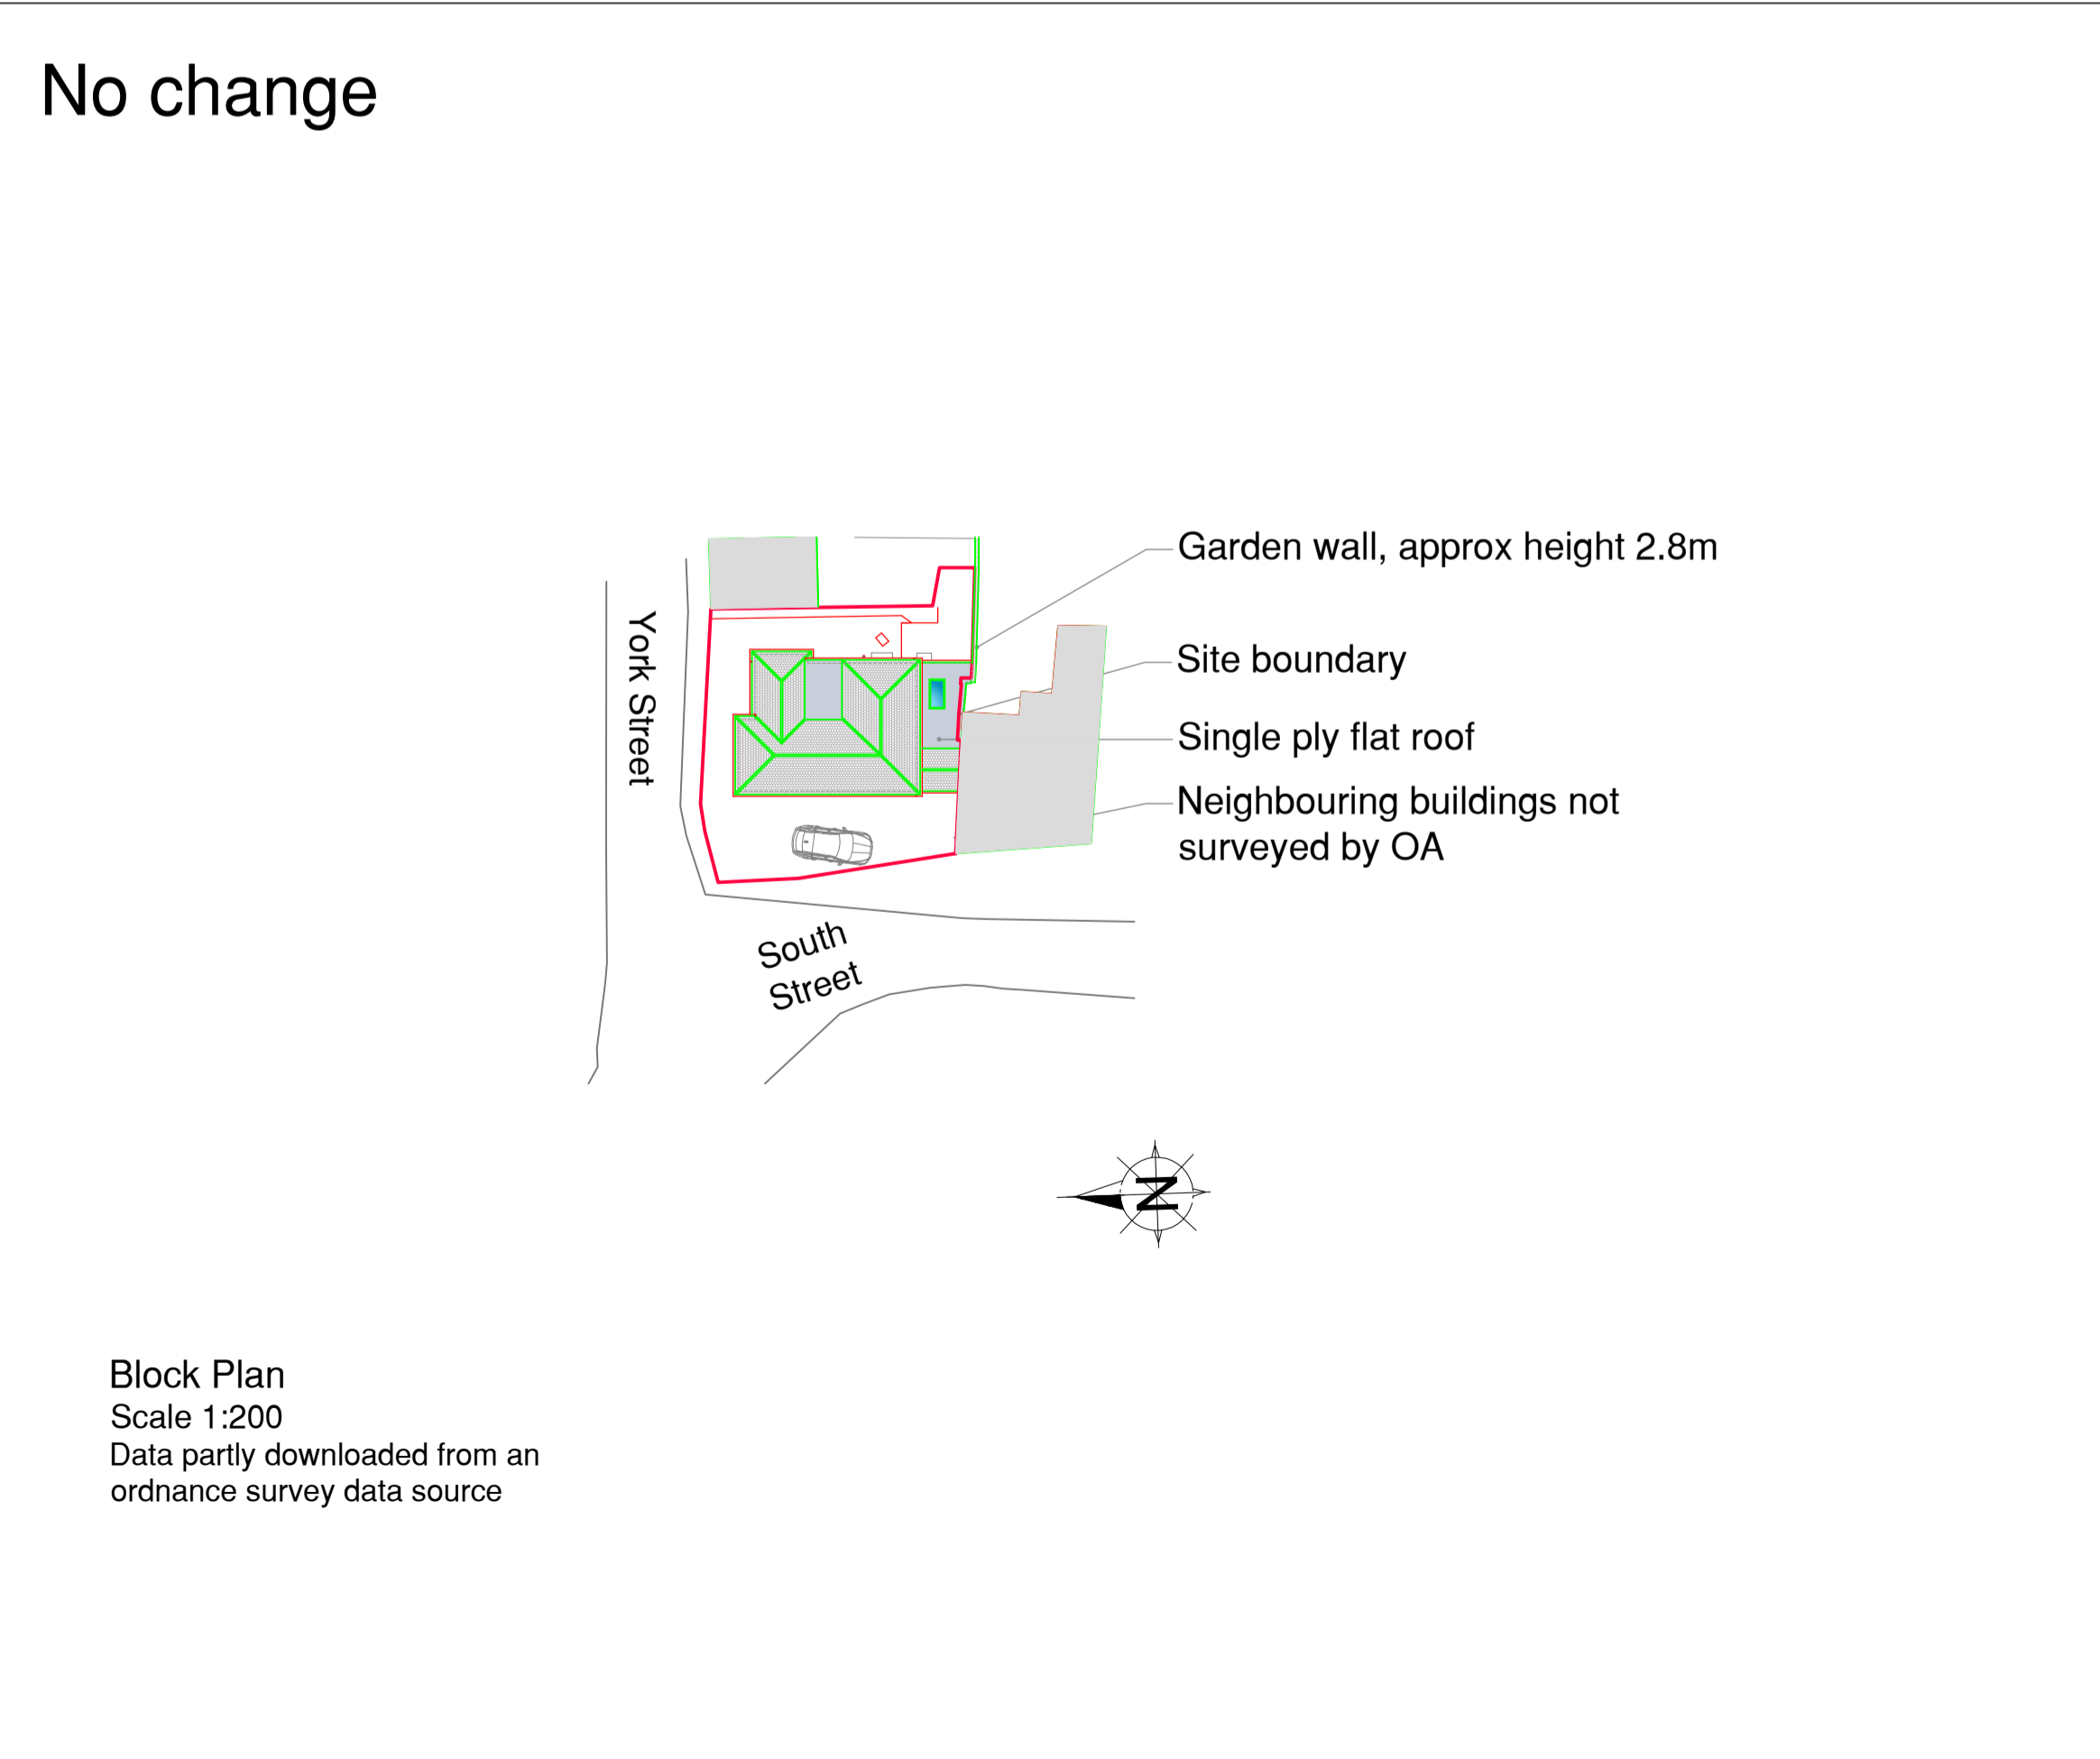 No change
Garden wall, approx height 2.8m
Site boundary
Single ply flat roof
Neighbouring buildings not
surveyed by OA
York Street
South
Street
N
Block Plan
Scale 1:200
Data partly downloaded from an
ordnance survey data source